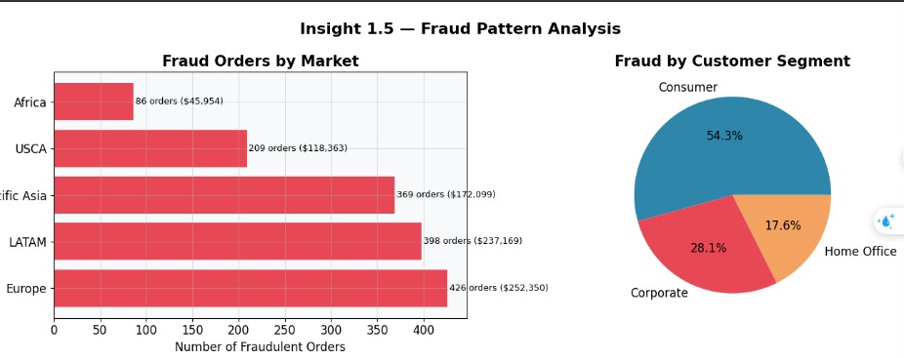 Insight 1.5 — Fraud Pattern Analysis
Fraud Orders by Market
Africa
86 orders ($45,954)
USCA
209 orders ($118,363)
cific Asia
369 orders ($172,099)
LATAM
398 orders ($237,169)
Europe
426 orders ($252,350)
0 50 100 150 200 250 300 350 400
Number of Fraudulent Orders
Fraud by Customer Segment
Consumer
54.3%
17.6%
Home Office
28.1%
Corporate